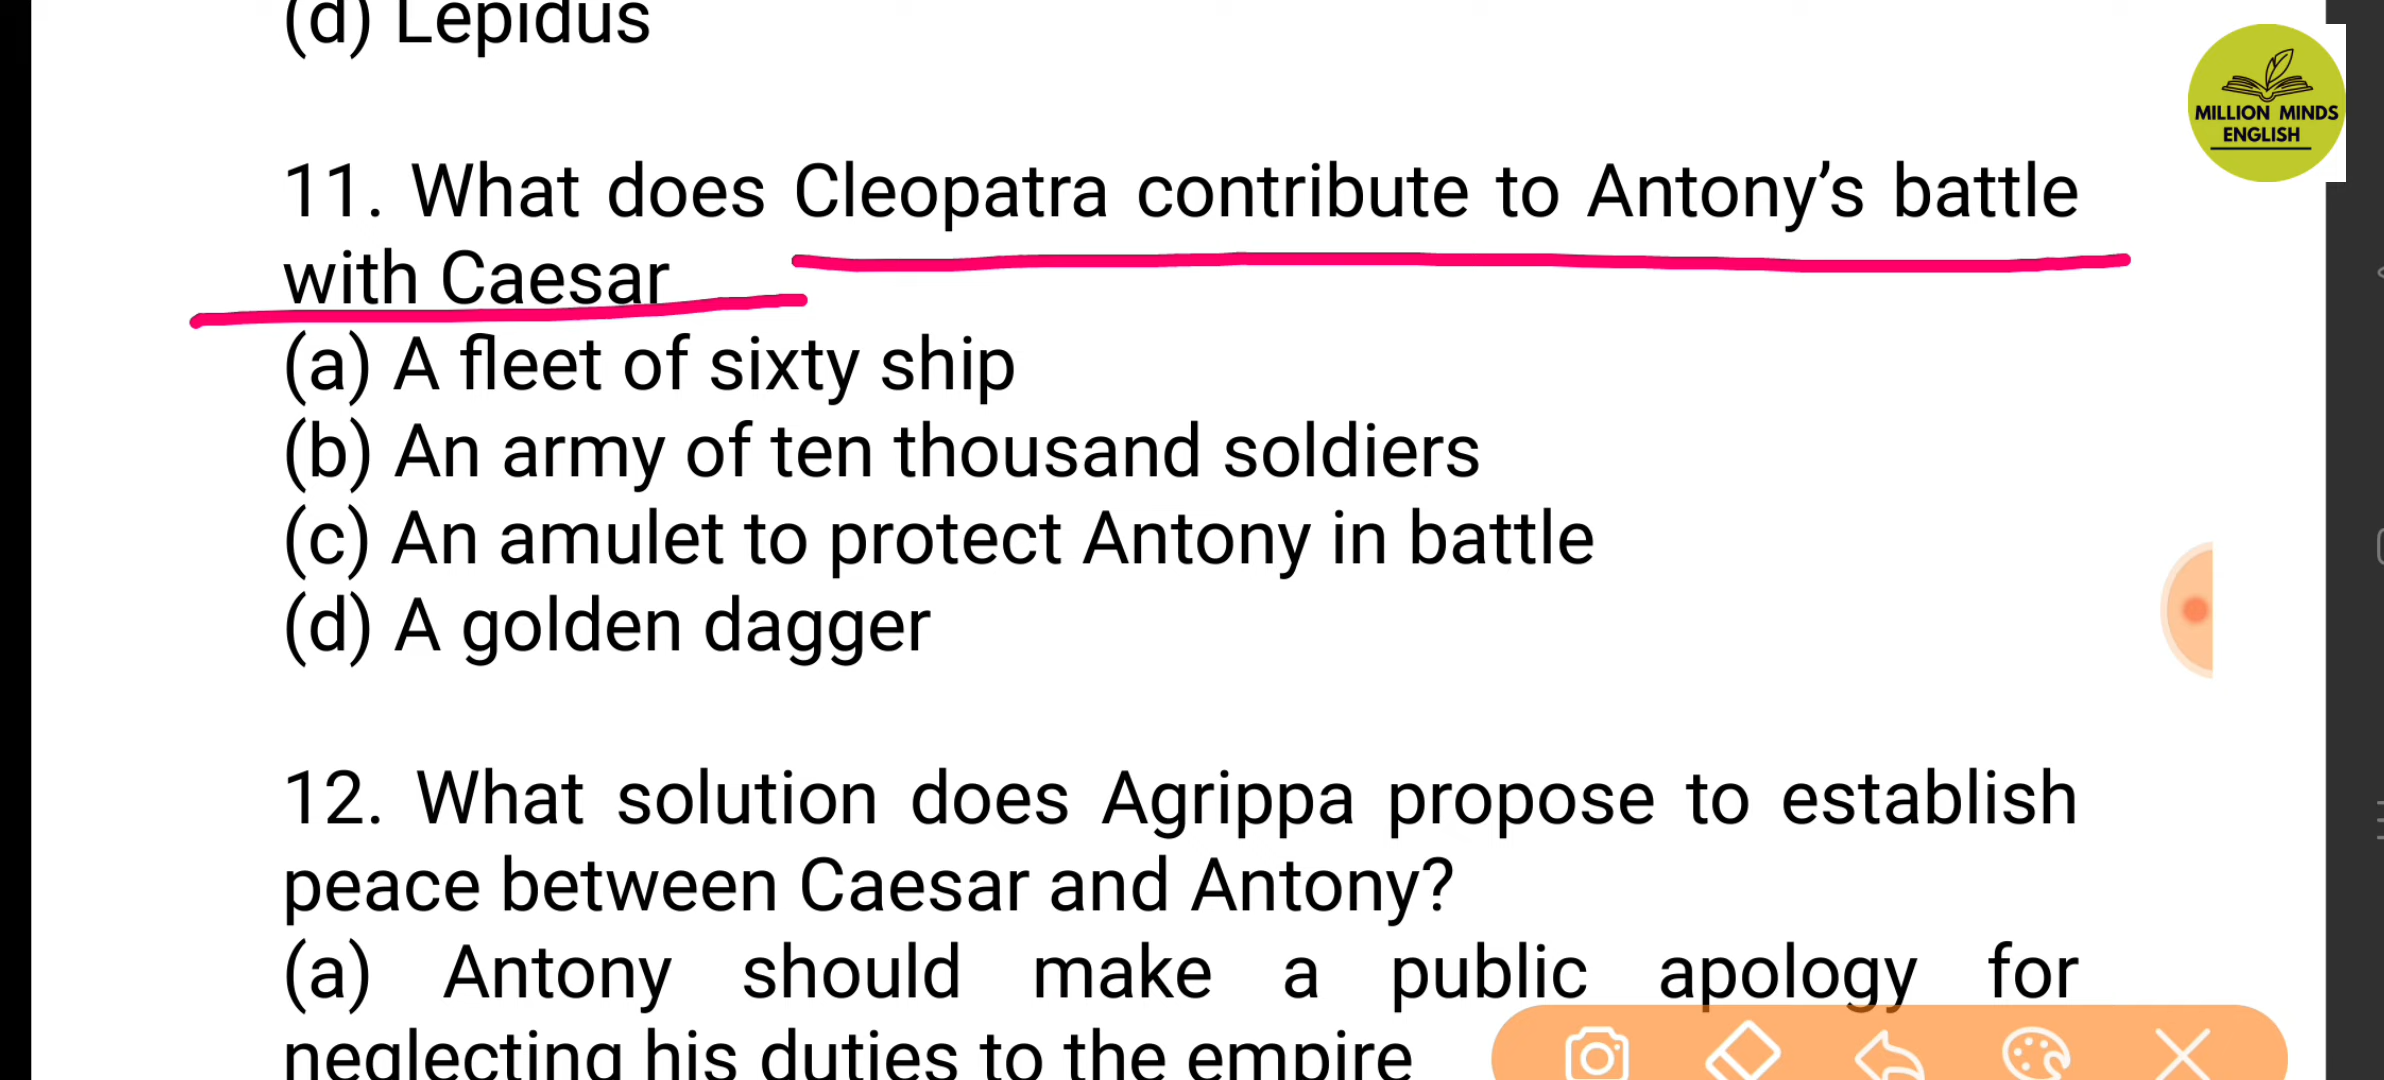 (d) Lepidus
MILLION MINDS
ENGLISH
11. What does Cleopatra contribute to Antony’s battle
with Caesar
(a) A fleet of sixty ship
(b) An army of ten thousand soldiers
(c) An amulet to protect Antony in battle
(d) A golden dagger
12. What solution does Agrippa propose to establish
peace between Caesar and Antony?
(a) Antony should make a public apology for
neglecting his duties to the empire